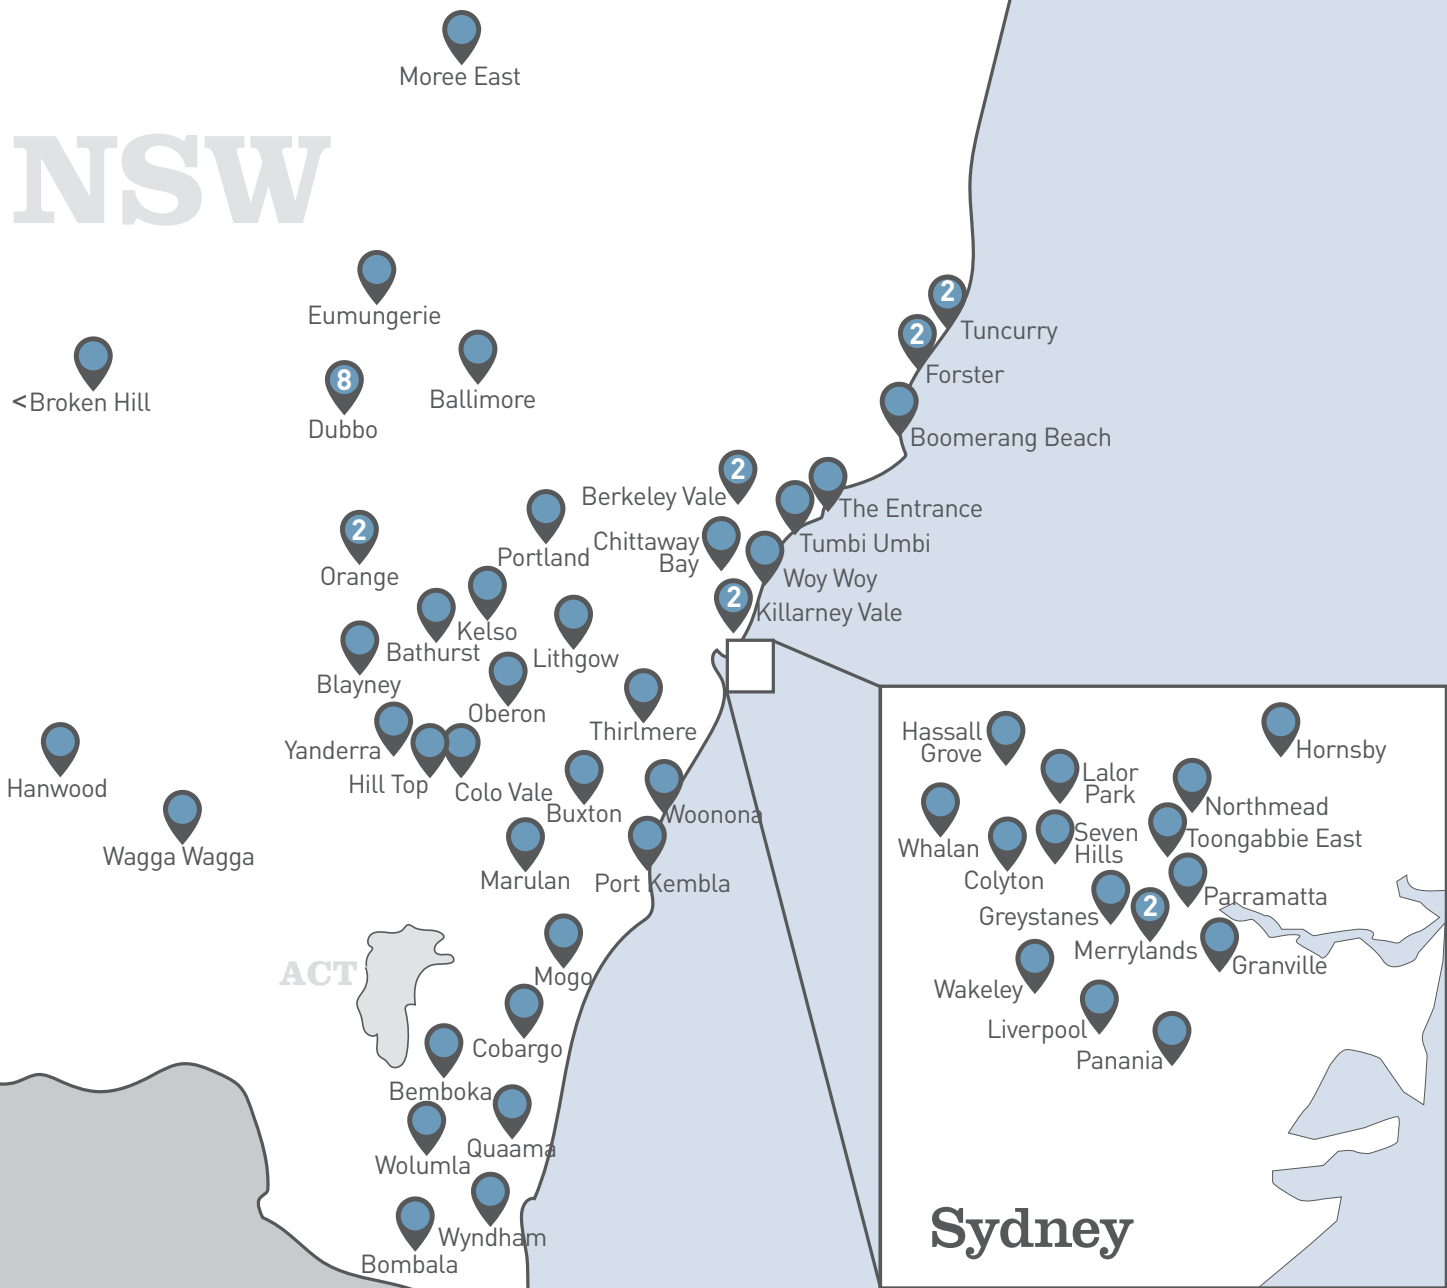 Moree East
NSW
Eumungerie
2
Tuncurry
2
Forster
<Broken Hill
8
Dubbo
Ballimore
Boomerang Beach
2
Berkeley Vale
The Entrance
2
Orange
Portland
Chittaway
Bay
Tumbi Umbi
Woy Woy
2
Killarney Vale
Kelso
Bathurst
Lithgow
Blayney
Oberon
Thirlmere
Yanderra
Hill Top
Colo Vale
Buxton
Woonona
Hanwood
Wagga Wagga
Marulan
Port Kembla
ACT
Mogo
Cobargo
Bemboka
Quaama
Wolumla
Wyndham
Bombala
Hassall
Grove
Hornsby
Lalor
Park
Northmead
Whalan
Seven
Hills
Toongabbie East
Colyton
Parramatta
Greystanes
2
Merrylands
Granville
Wakeley
Liverpool
Panania
Sydney